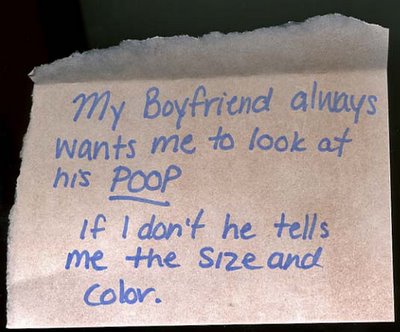 My Boyfriend always
wants me to look at
his POOP
If I don't he tells
me the size and
color.